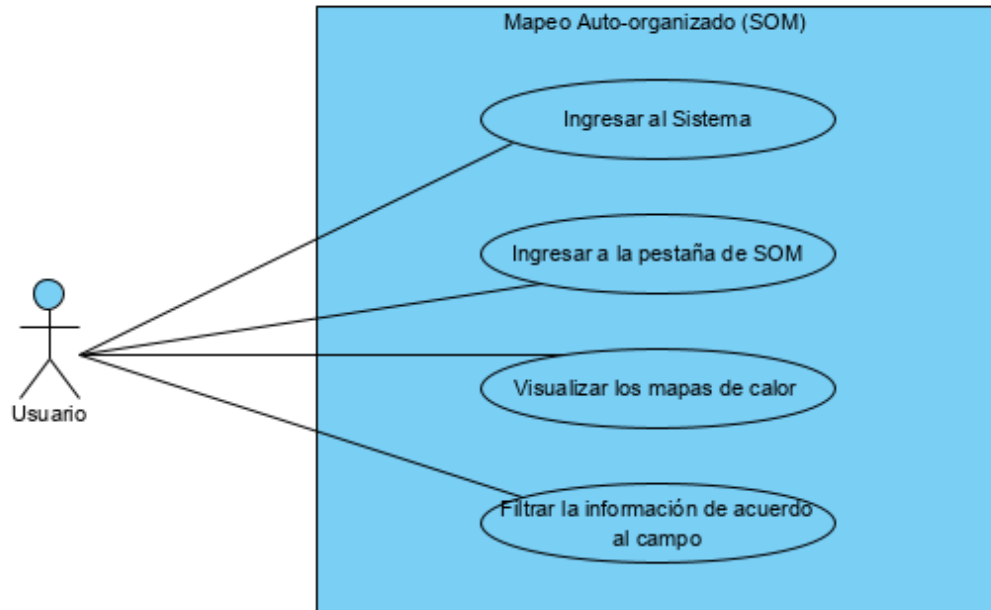 Mapeo Auto-organizado (SOM)
Ingresar al Sistema
Ingresar a la pestaña de SOM
Visualizar los mapas de calor
Usuario
Filtrar la información de acuerdo
al campo